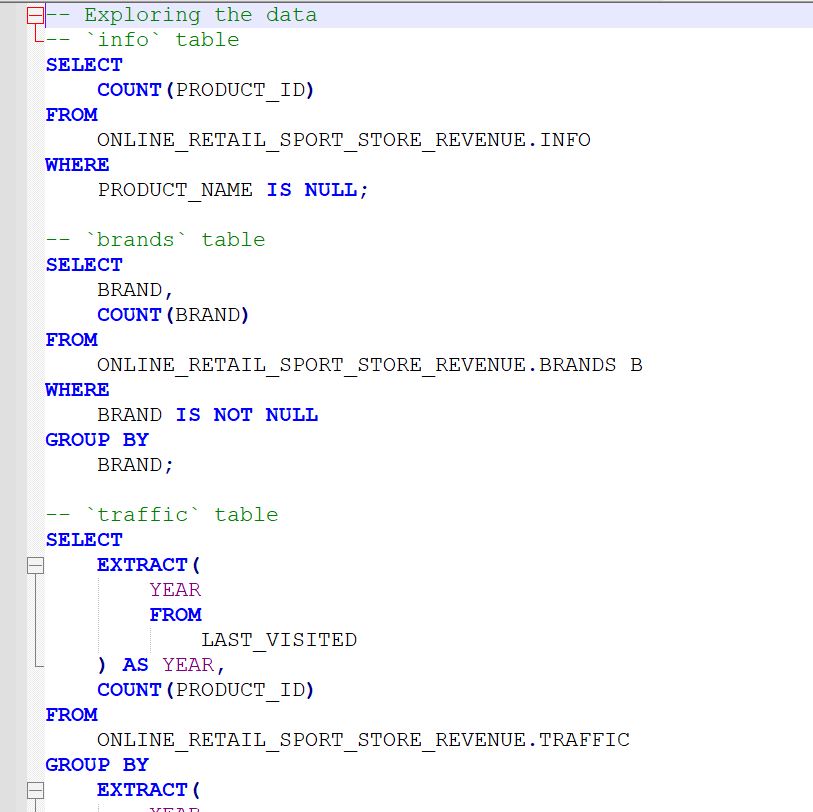 -- Exploring the data
-- `info` table
SELECT
    COUNT(PRODUCT_ID)
FROM
    ONLINE_RETAIL_SPORT_STORE_REVENUE.INFO
WHERE
    PRODUCT_NAME IS NULL;

-- `brands` table
SELECT
    BRAND,
    COUNT(BRAND)
FROM
    ONLINE_RETAIL_SPORT_STORE_REVENUE.BRANDS B
WHERE
    BRAND IS NOT NULL
GROUP BY
    BRAND;

-- `traffic` table
SELECT
    EXTRACT(
        YEAR
        FROM
            LAST_VISITED
    ) AS YEAR,
    COUNT(PRODUCT_ID)
FROM
    ONLINE_RETAIL_SPORT_STORE_REVENUE.TRAFFIC
GROUP BY
    EXTRACT(